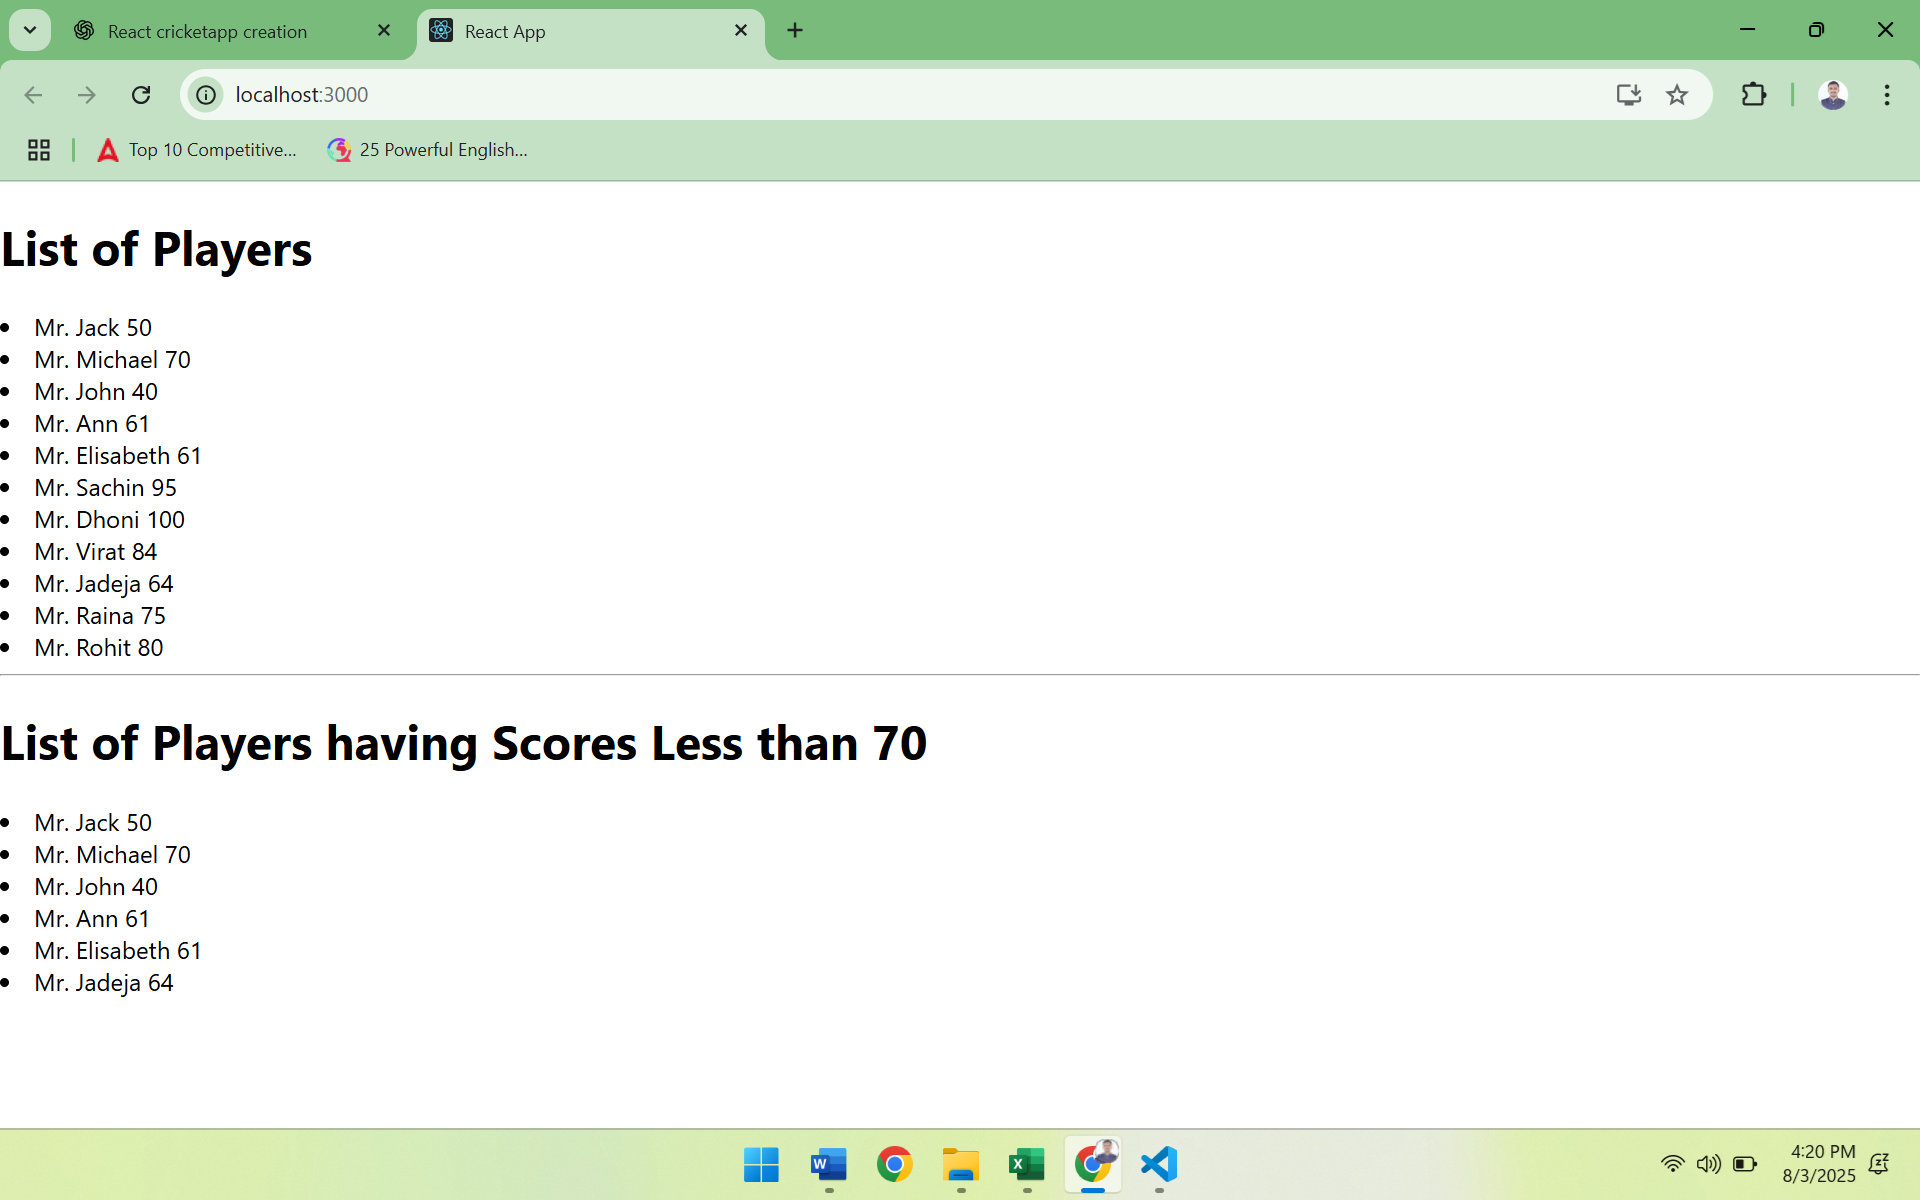 React cricketapp creation
React App
localhost:3000
Top 10 Competitive...
25 Powerful English...
List of Players
Mr. Jack 50
Mr. Michael 70
Mr. John 40
Mr. Ann 61
Mr. Elisabeth 61
Mr. Sachin 95
Mr. Dhoni 100
Mr. Virat 84
Mr. Jadeja 64
Mr. Raina 75
Mr. Rohit 80
List of Players having Scores Less than 70
Mr. Jack 50
Mr. Michael 70
Mr. John 40
Mr. Ann 61
Mr. Elisabeth 61
Mr. Jadeja 64
4:20 PM
8/3/2025